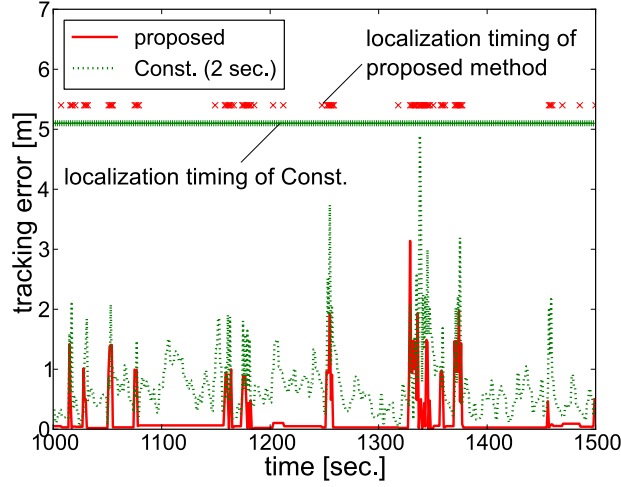 7
6
5
4
3
2
1
0
tracking error [m]
proposed
Const. (2 sec.)
localization timing of
proposed method
localization timing of Const.
1000
1100
1200
1300
1400
1500
time [sec.]